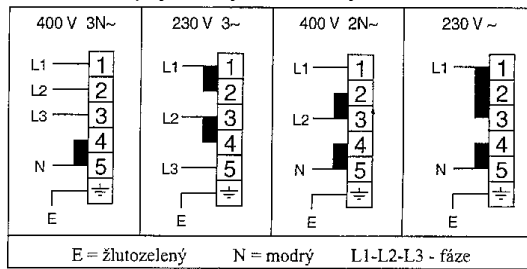 400 V 3N~ 230 V 3~ 400 V 2N~ 230 V ~
L1 1 L1 1 L1 1 L1 1
L2 2 2 2 2
L3 3 L2 3 L2 3 3
4 4 4 4
N 5 L3 5 N 5 N 5
E E E E
E = žlutozelený N = modrý L1-L2-L3 - fáze